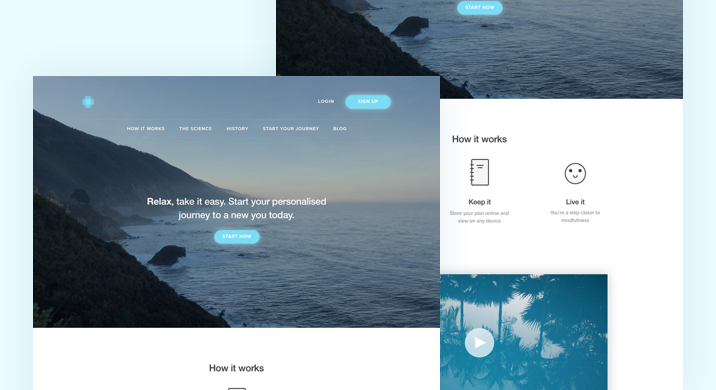 START NOW
LOGIN
SIGN UP
HOW IT WORKS
THE SCIENCE
HISTORY
START YOUR JOURNEY
BLOG
Relax, take it easy. Start your personalised
journey to a new you today.
START NOW
How it works
How it works
Keep it
Store your plan online and
view on any device
Live it
You're a step closer to
mindfulness